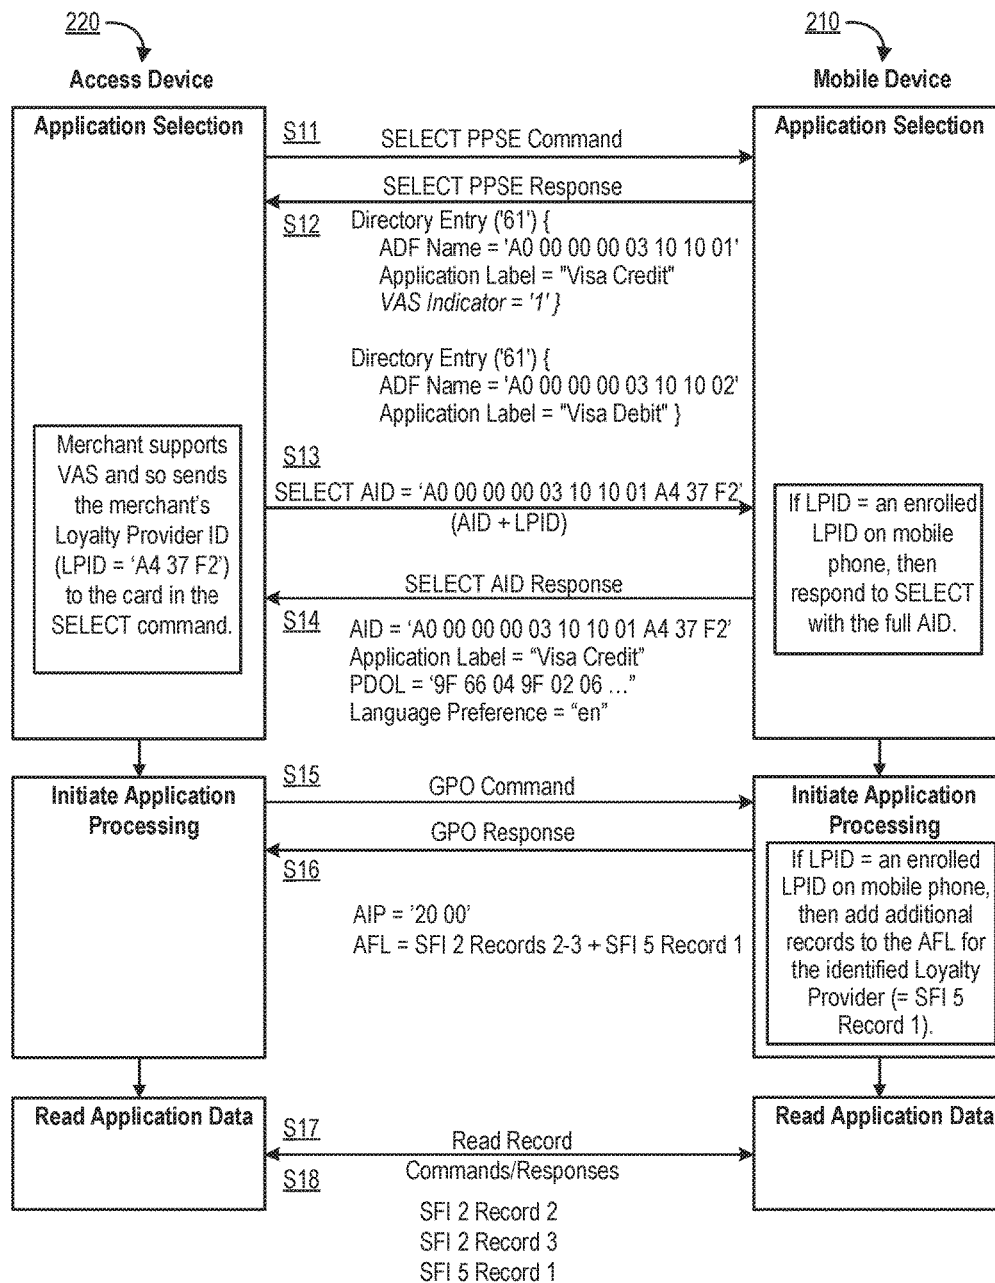 220
210
Access Device
Mobile Device
Application Selection
Application Selection
S11
SELECT PPSE Command
SELECT PPSE Response
S12
Directory Entry ('61') {
ADF Name = 'A0 00 00 00 03 10 10 01'
Application Label = "Visa Credit"
VAS Indicator = '1' }
Directory Entry ('61') {
ADF Name = 'A0 00 00 00 03 10 10 02'
Application Label = "Visa Debit" }
Merchant supports
VAS and so sends
the merchant's
Loyalty Provider ID
(LPID = 'A4 37 F2')
to the card in the
SELECT command.
S13
SELECT AID = 'A0 00 00 00 03 10 10 01 A4 37 F2'
(AID + LPID)
If LPID = an enrolled
LPID on mobile
phone, then
respond to SELECT
with the full AID.
SELECT AID Response
S14
AID = 'A0 00 00 00 03 10 10 01 A4 37 F2'
Application Label = “Visa Credit”
PDOL = '9F 66 04 9F 02 06 ...”
Language Preference = “en”
Initiate Application
Processing
S15
GPO Command
GPO Response
S16
AIP = '20 00'
AFL = SFI 2 Records 2-3 + SFI 5 Record 1
Initiate Application
Processing
If LPID = an enrolled
LPID on mobile phone,
then add additional
records to the AFL for
the identified Loyalty
Provider (= SFI 5
Record 1).
Read Application Data
Read Application Data
S17
Read Record
Commands/Responses
S18
SFI 2 Record 2
SFI 2 Record 3
SFI 5 Record 1